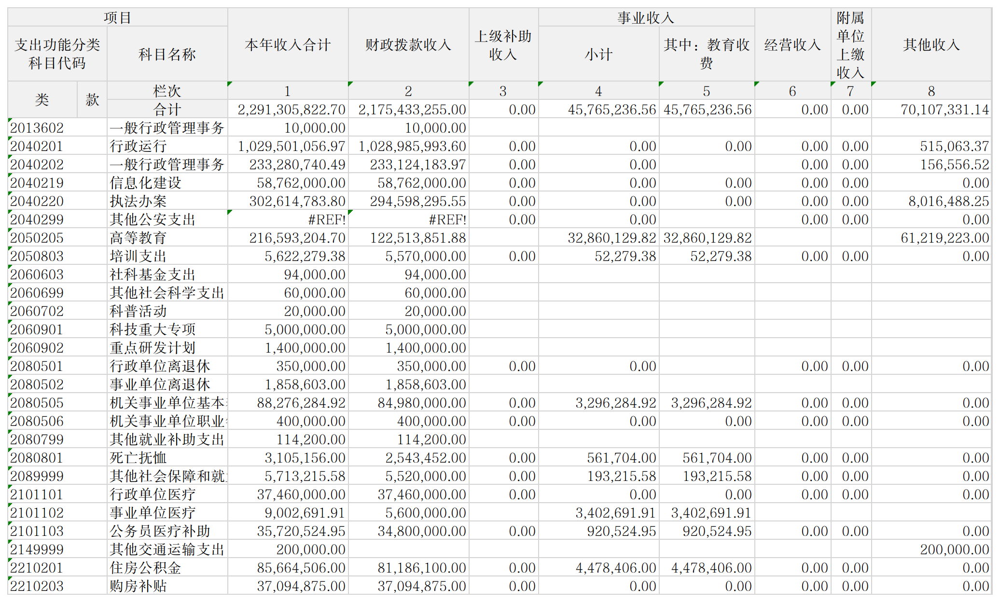 项目 本年收入合计 财政拨款收入 上级补助收入 事业收入 经营收入 附属单位上缴收入 其他收入
支出功能分类科目代码 科目名称 小计 其中：教育收费
类 款 栏次 1 2 3 4 5 6 7 8
合计 2,291,305,822.70 2,175,433,255.00 0.00 45,765,236.56 45,765,236.56 0.00 0.00 70,107,331.14
2013602 一般行政管理事务 10,000.00 10,000.00
2040201 行政运行 1,029,501,056.97 1,028,985,993.60 0.00 0.00 0.00 0.00 0.00 515,063.37
2040202 一般行政管理事务 233,280,740.49 233,124,183.97 0.00 0.00 0.00 0.00 156,556.52
2040219 信息化建设 58,762,000.00 58,762,000.00 0.00 0.00 0.00 0.00 0.00 0.00
2040220 执法办案 302,614,783.80 294,598,295.55 0.00 0.00 0.00 0.00 0.00 8,016,488.25
2040299 其他公安支出 #REF! #REF! 0.00 0.00 0.00 0.00 0.00
2050205 高等教育 216,593,204.70 122,513,851.88 32,860,129.82 32,860,129.82 61,219,223.00
2050803 培训支出 5,622,279.38 5,570,000.00 0.00 52,279.38 52,279.38 0.00 0.00 0.00
2060603 社科基金支出 94,000.00 94,000.00
2060699 其他社会科学支出 60,000.00 60,000.00
2060702 科普活动 20,000.00 20,000.00
2060901 科技重大专项 5,000,000.00 5,000,000.00
2060902 重点研发计划 1,400,000.00 1,400,000.00
2080501 行政单位离退休 350,000.00 350,000.00 0.00 0.00 0.00 0.00 0.00
2080502 事业单位离退休 1,858,603.00 1,858,603.00
2080505 机关事业单位基本 88,276,284.92 84,980,000.00 0.00 3,296,284.92 3,296,284.92 0.00 0.00 0.00
2080506 机关事业单位职业 400,000.00 400,000.00 0.00 0.00 0.00 0.00 0.00 0.00
2080799 其他就业补助支出 114,200.00 114,200.00
2080801 死亡抚恤 3,105,156.00 2,543,452.00 0.00 561,704.00 561,704.00 0.00 0.00 0.00
2089999 其他社会保障和就 5,713,215.58 5,520,000.00 0.00 193,215.58 193,215.58 0.00 0.00 0.00
2101101 行政单位医疗 37,460,000.00 37,460,000.00 0.00 0.00 0.00 0.00 0.00 0.00
2101102 事业单位医疗 9,002,691.91 5,600,000.00 3,402,691.91 3,402,691.91
2101103 公务员医疗补助 35,720,524.95 34,800,000.00 0.00 920,524.95 920,524.95 0.00 0.00 0.00
2149999 其他交通运输支出 200,000.00 200,000.00
2210201 住房公积金 85,664,506.00 81,186,100.00 0.00 4,478,406.00 4,478,406.00 0.00 0.00 0.00
2210203 购房补贴 37,094,875.00 37,094,875.00 0.00 0.00 0.00 0.00 0.00 0.00